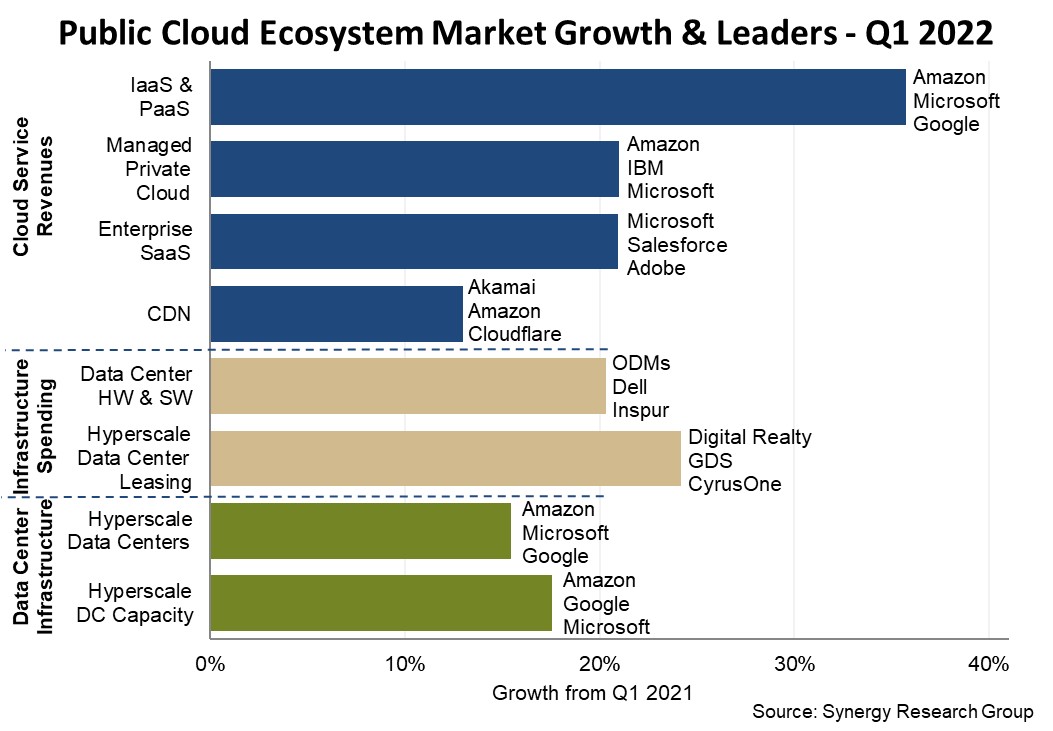 Public Cloud Ecosystem Market Growth & Leaders - Q1 2022
Cloud Service
Revenues
IaaS &
PaaS
Amazon
Microsoft
Google
Managed
Private
Cloud
Amazon
IBM
Microsoft
Enterprise
SaaS
Microsoft
Salesforce
Adobe
CDN
Akamai
Amazon
Cloudflare
Infrastructure
Spending
Data Center
HW & SW
ODMs
Dell
Inspur
Hyperscale
Data Center
Leasing
Digital Realty
GDS
CyrusOne
Data Center
Infrastructure
Hyperscale
Data Centers
Amazon
Microsoft
Google
Hyperscale
DC Capacity
Amazon
Google
Microsoft
0% 10% 20% 30% 40%
Growth from Q1 2021
Source: Synergy Research Group